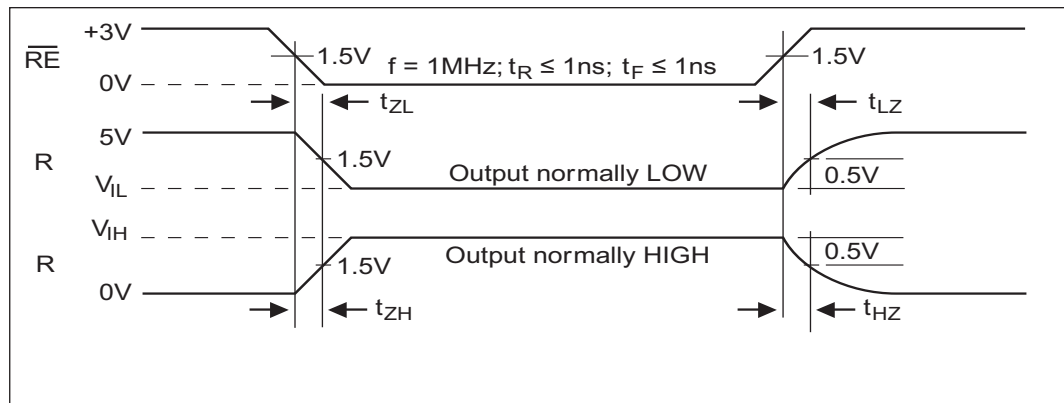 +3V
R̅E̅
1.5V
f = 1MHz; tR ≤ 1ns; tF ≤ 1ns
1.5V
0V
tZL
tLZ
5V
R
1.5V
Output normally LOW
0.5V
VIL
VIH
R
1.5V
Output normally HIGH
0.5V
0V
tZH
tHZ